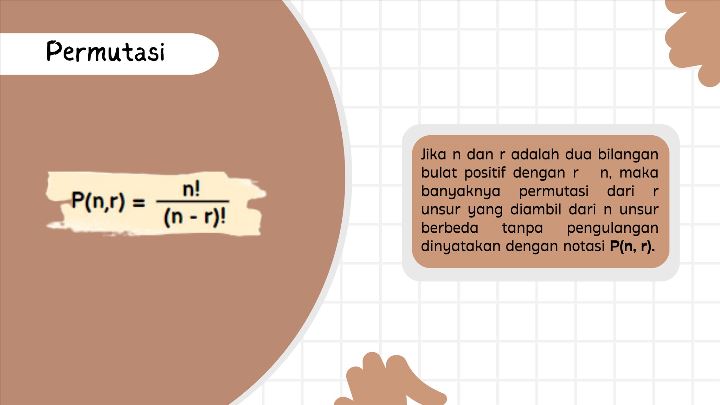 Permutasi
P(n,r) = n!
(n - r)!
Jika n dan r adalah dua bilangan
bulat positif dengan r n, maka
banyaknya permutasi dari r
unsur yang diambil dari n unsur
berbeda tanpa pengulangan
dinyatakan dengan notasi P(n, r).